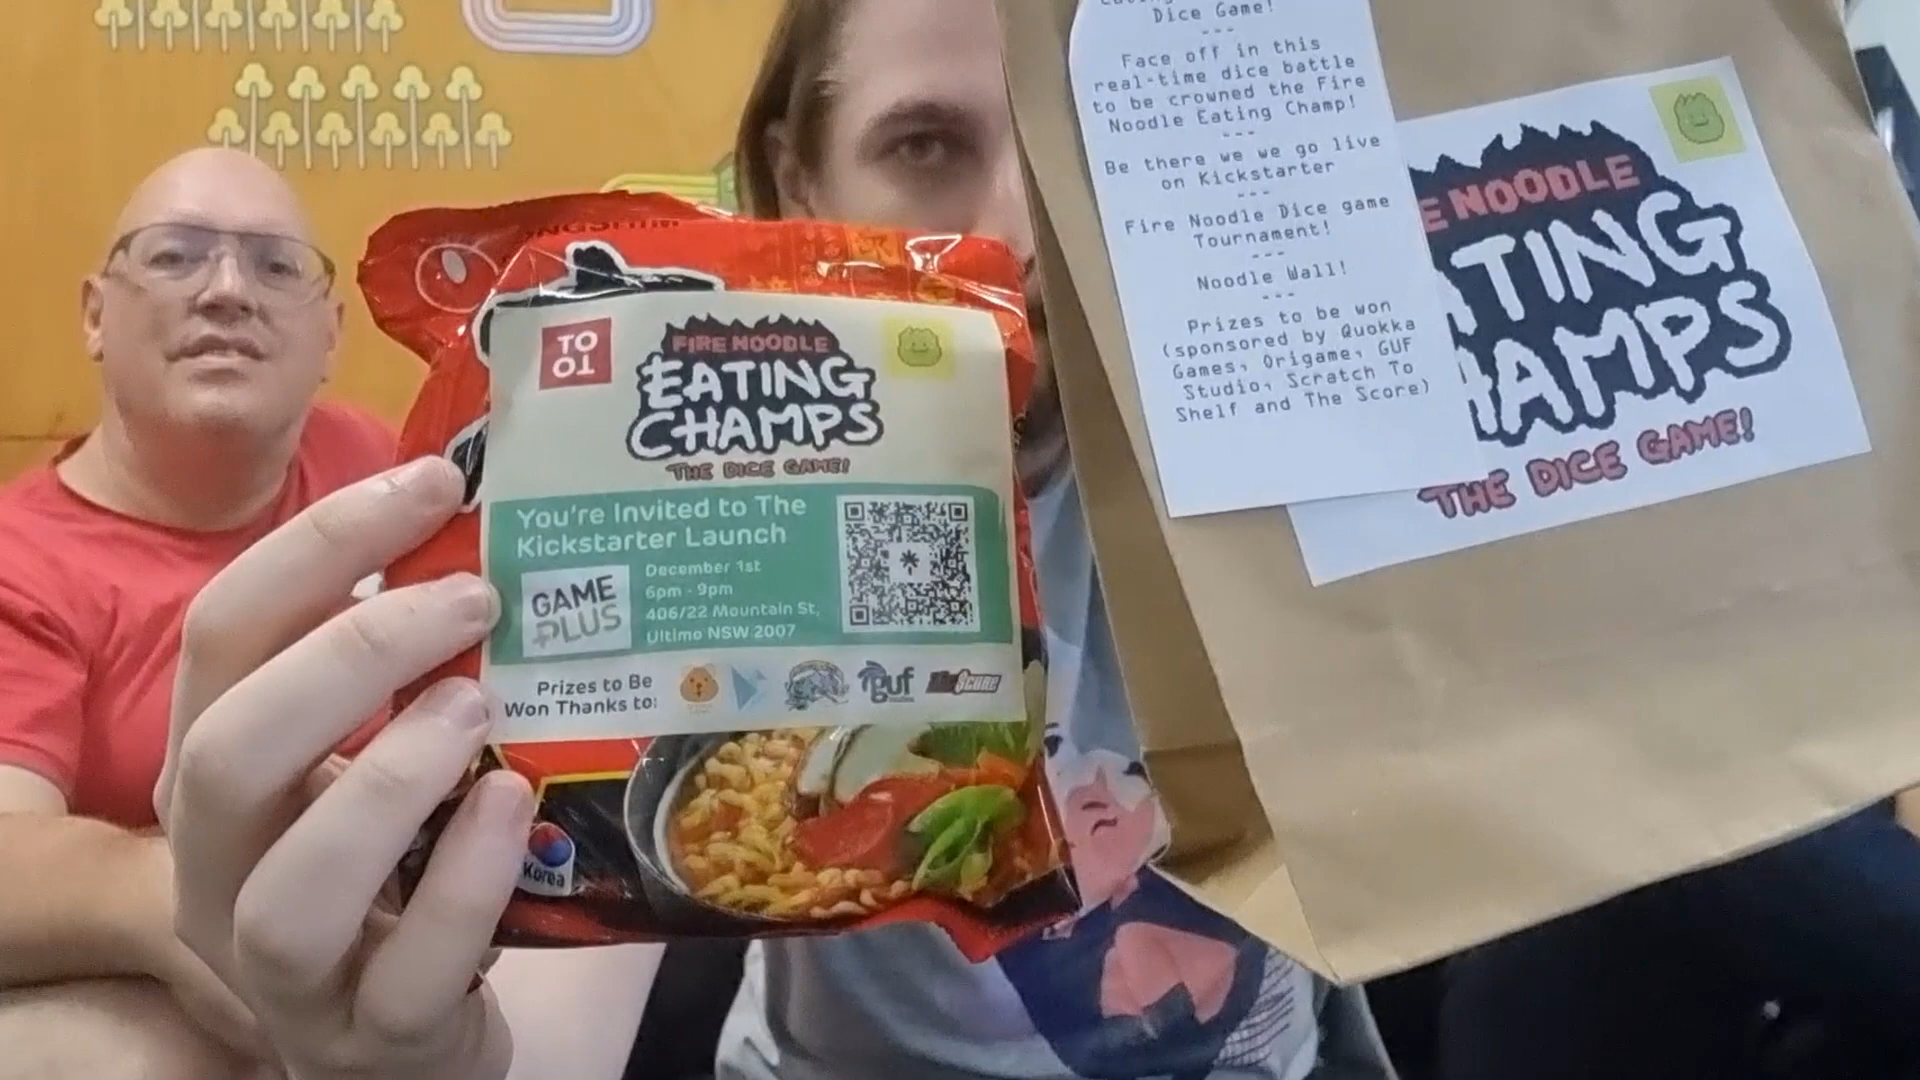 NGSHIM
TO
OT
FIRE NOODLE
EATING
CHAMPS
THE DICE GAME!
You're Invited to The
Kickstarter Launch
GAME
PLUS
December 1st
6pm - 9pm
406/22 Mountain St,
Ultimo NSW 2007
Prizes to Be
Won Thanks to:
guf
The Score
Korea
Dice Game!
---
Face off in this
real-time dice battle
to be crowned the Fire
Noodle Eating Champ!
---
Be there we we go live
on Kickstarter
---
Fire Noodle Dice game
Tournament!
---
Noodle Wall!
---
Prizes to be won
(sponsored by Quokka
Games, Origame, GUF
Studio, Scratch To
Shelf and The Score)
E NOODLE
ATING
HAMPS
THE DICE GAME!